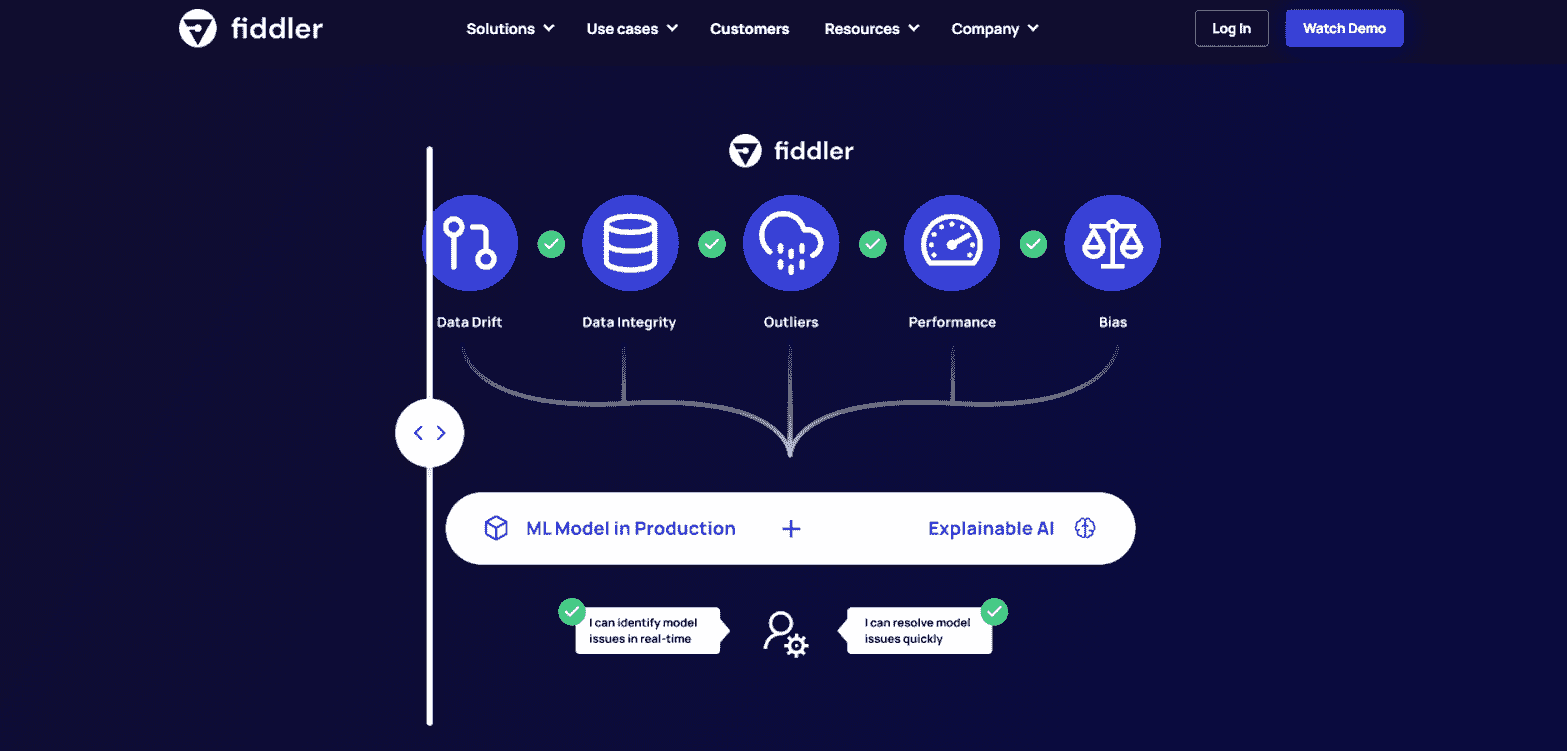 fiddler
Solutions
Use cases
Customers
Resources
Company
Log In
Watch Demo
fiddler
Data Drift
Data Integrity
Outliers
Performance
Bias
ML Model in Production
+
Explainable AI
I can identify model
issues in real-time
I can resolve model
issues quickly